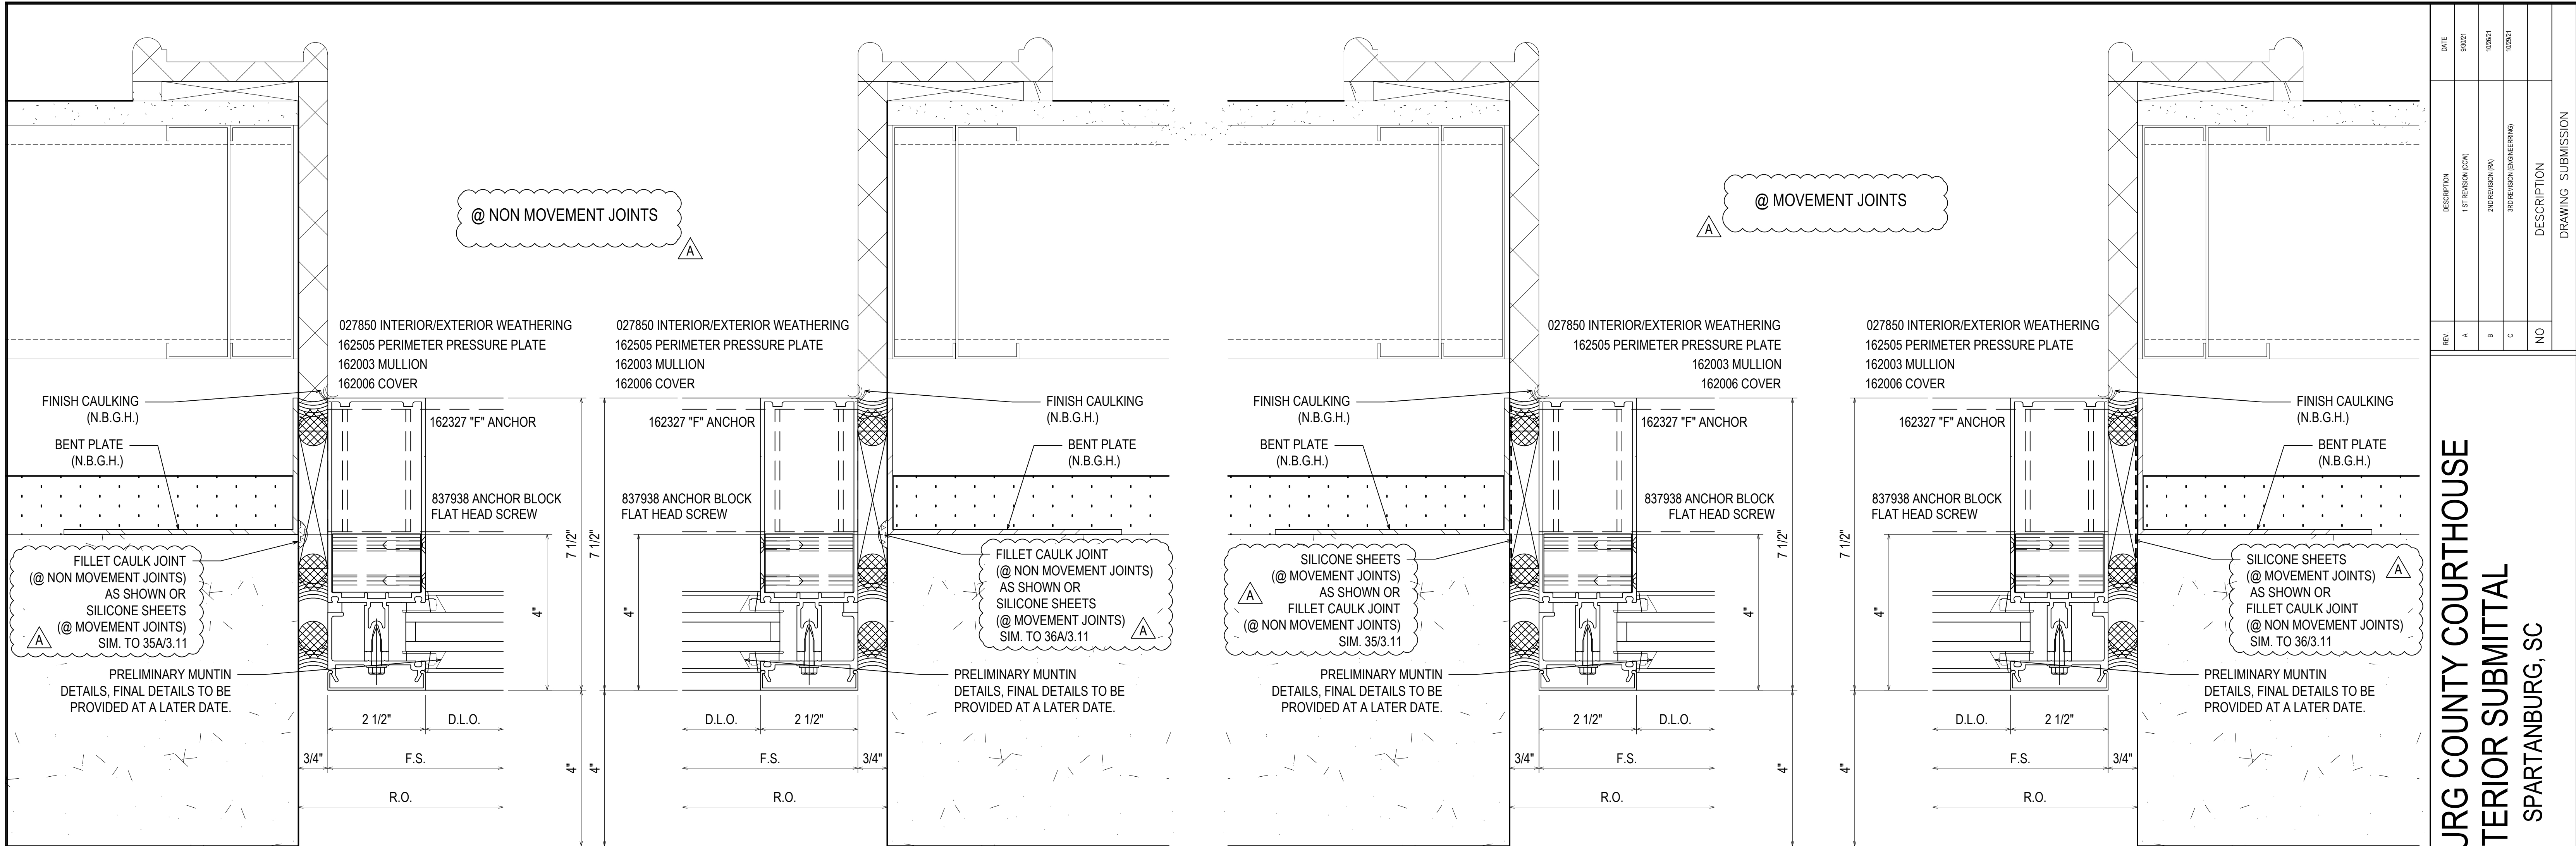 @ NON MOVEMENT JOINTS
A
027850 INTERIOR/EXTERIOR WEATHERING
162505 PERIMETER PRESSURE PLATE
162003 MULLION
162006 COVER
FINISH CAULKING
(N.B.G.H.)
BENT PLATE
(N.B.G.H.)
162327 "F" ANCHOR
837938 ANCHOR BLOCK
FLAT HEAD SCREW
FILLET CAULK JOINT
(@ NON MOVEMENT JOINTS)
AS SHOWN OR
SILICONE SHEETS
(@ MOVEMENT JOINTS)
SIM. TO 35A/3.11
A
PRELIMINARY MUNTIN
DETAILS, FINAL DETAILS TO BE
PROVIDED AT A LATER DATE.
7 1/2"
4"
2 1/2"
D.L.O.
3/4"
F.S.
4"
R.O.
027850 INTERIOR/EXTERIOR WEATHERING
162505 PERIMETER PRESSURE PLATE
162003 MULLION
162006 COVER
FINISH CAULKING
(N.B.G.H.)
BENT PLATE
(N.B.G.H.)
162327 "F" ANCHOR
837938 ANCHOR BLOCK
FLAT HEAD SCREW
FILLET CAULK JOINT
(@ NON MOVEMENT JOINTS)
AS SHOWN OR
SILICONE SHEETS
(@ MOVEMENT JOINTS)
SIM. TO 36A/3.11
A
PRELIMINARY MUNTIN
DETAILS, FINAL DETAILS TO BE
PROVIDED AT A LATER DATE.
7 1/2"
4"
D.L.O.
2 1/2"
F.S.
3/4"
4"
R.O.
@ MOVEMENT JOINTS
A
027850 INTERIOR/EXTERIOR WEATHERING
162505 PERIMETER PRESSURE PLATE
162003 MULLION
162006 COVER
FINISH CAULKING
(N.B.G.H.)
BENT PLATE
(N.B.G.H.)
162327 "F" ANCHOR
837938 ANCHOR BLOCK
FLAT HEAD SCREW
SILICONE SHEETS
(@ MOVEMENT JOINTS)
AS SHOWN OR
FILLET CAULK JOINT
(@ NON MOVEMENT JOINTS)
SIM. 35/3.11
A
PRELIMINARY MUNTIN
DETAILS, FINAL DETAILS TO BE
PROVIDED AT A LATER DATE.
7 1/2"
4"
2 1/2"
D.L.O.
3/4"
F.S.
4"
R.O.
027850 INTERIOR/EXTERIOR WEATHERING
162505 PERIMETER PRESSURE PLATE
162003 MULLION
162006 COVER
FINISH CAULKING
(N.B.G.H.)
BENT PLATE
(N.B.G.H.)
162327 "F" ANCHOR
837938 ANCHOR BLOCK
FLAT HEAD SCREW
SILICONE SHEETS
(@ MOVEMENT JOINTS)
AS SHOWN OR
FILLET CAULK JOINT
(@ NON MOVEMENT JOINTS)
SIM. TO 36/3.11
A
PRELIMINARY MUNTIN
DETAILS, FINAL DETAILS TO BE
PROVIDED AT A LATER DATE.
7 1/2"
4"
D.L.O.
2 1/2"
F.S.
3/4"
4"
R.O.
REV. DESCRIPTION DATE
A 1 ST REVISION (CCW) 9/30/21
B 2ND REVISION (RA) 10/26/21
C 3RD REVISION (ENGINEERRING) 10/29/21
NO DESCRIPTION
DRAWING SUBMISSION
URG COUNTY COURTHOUSE
TERIOR SUBMITTAL
SPARTANBURG, SC